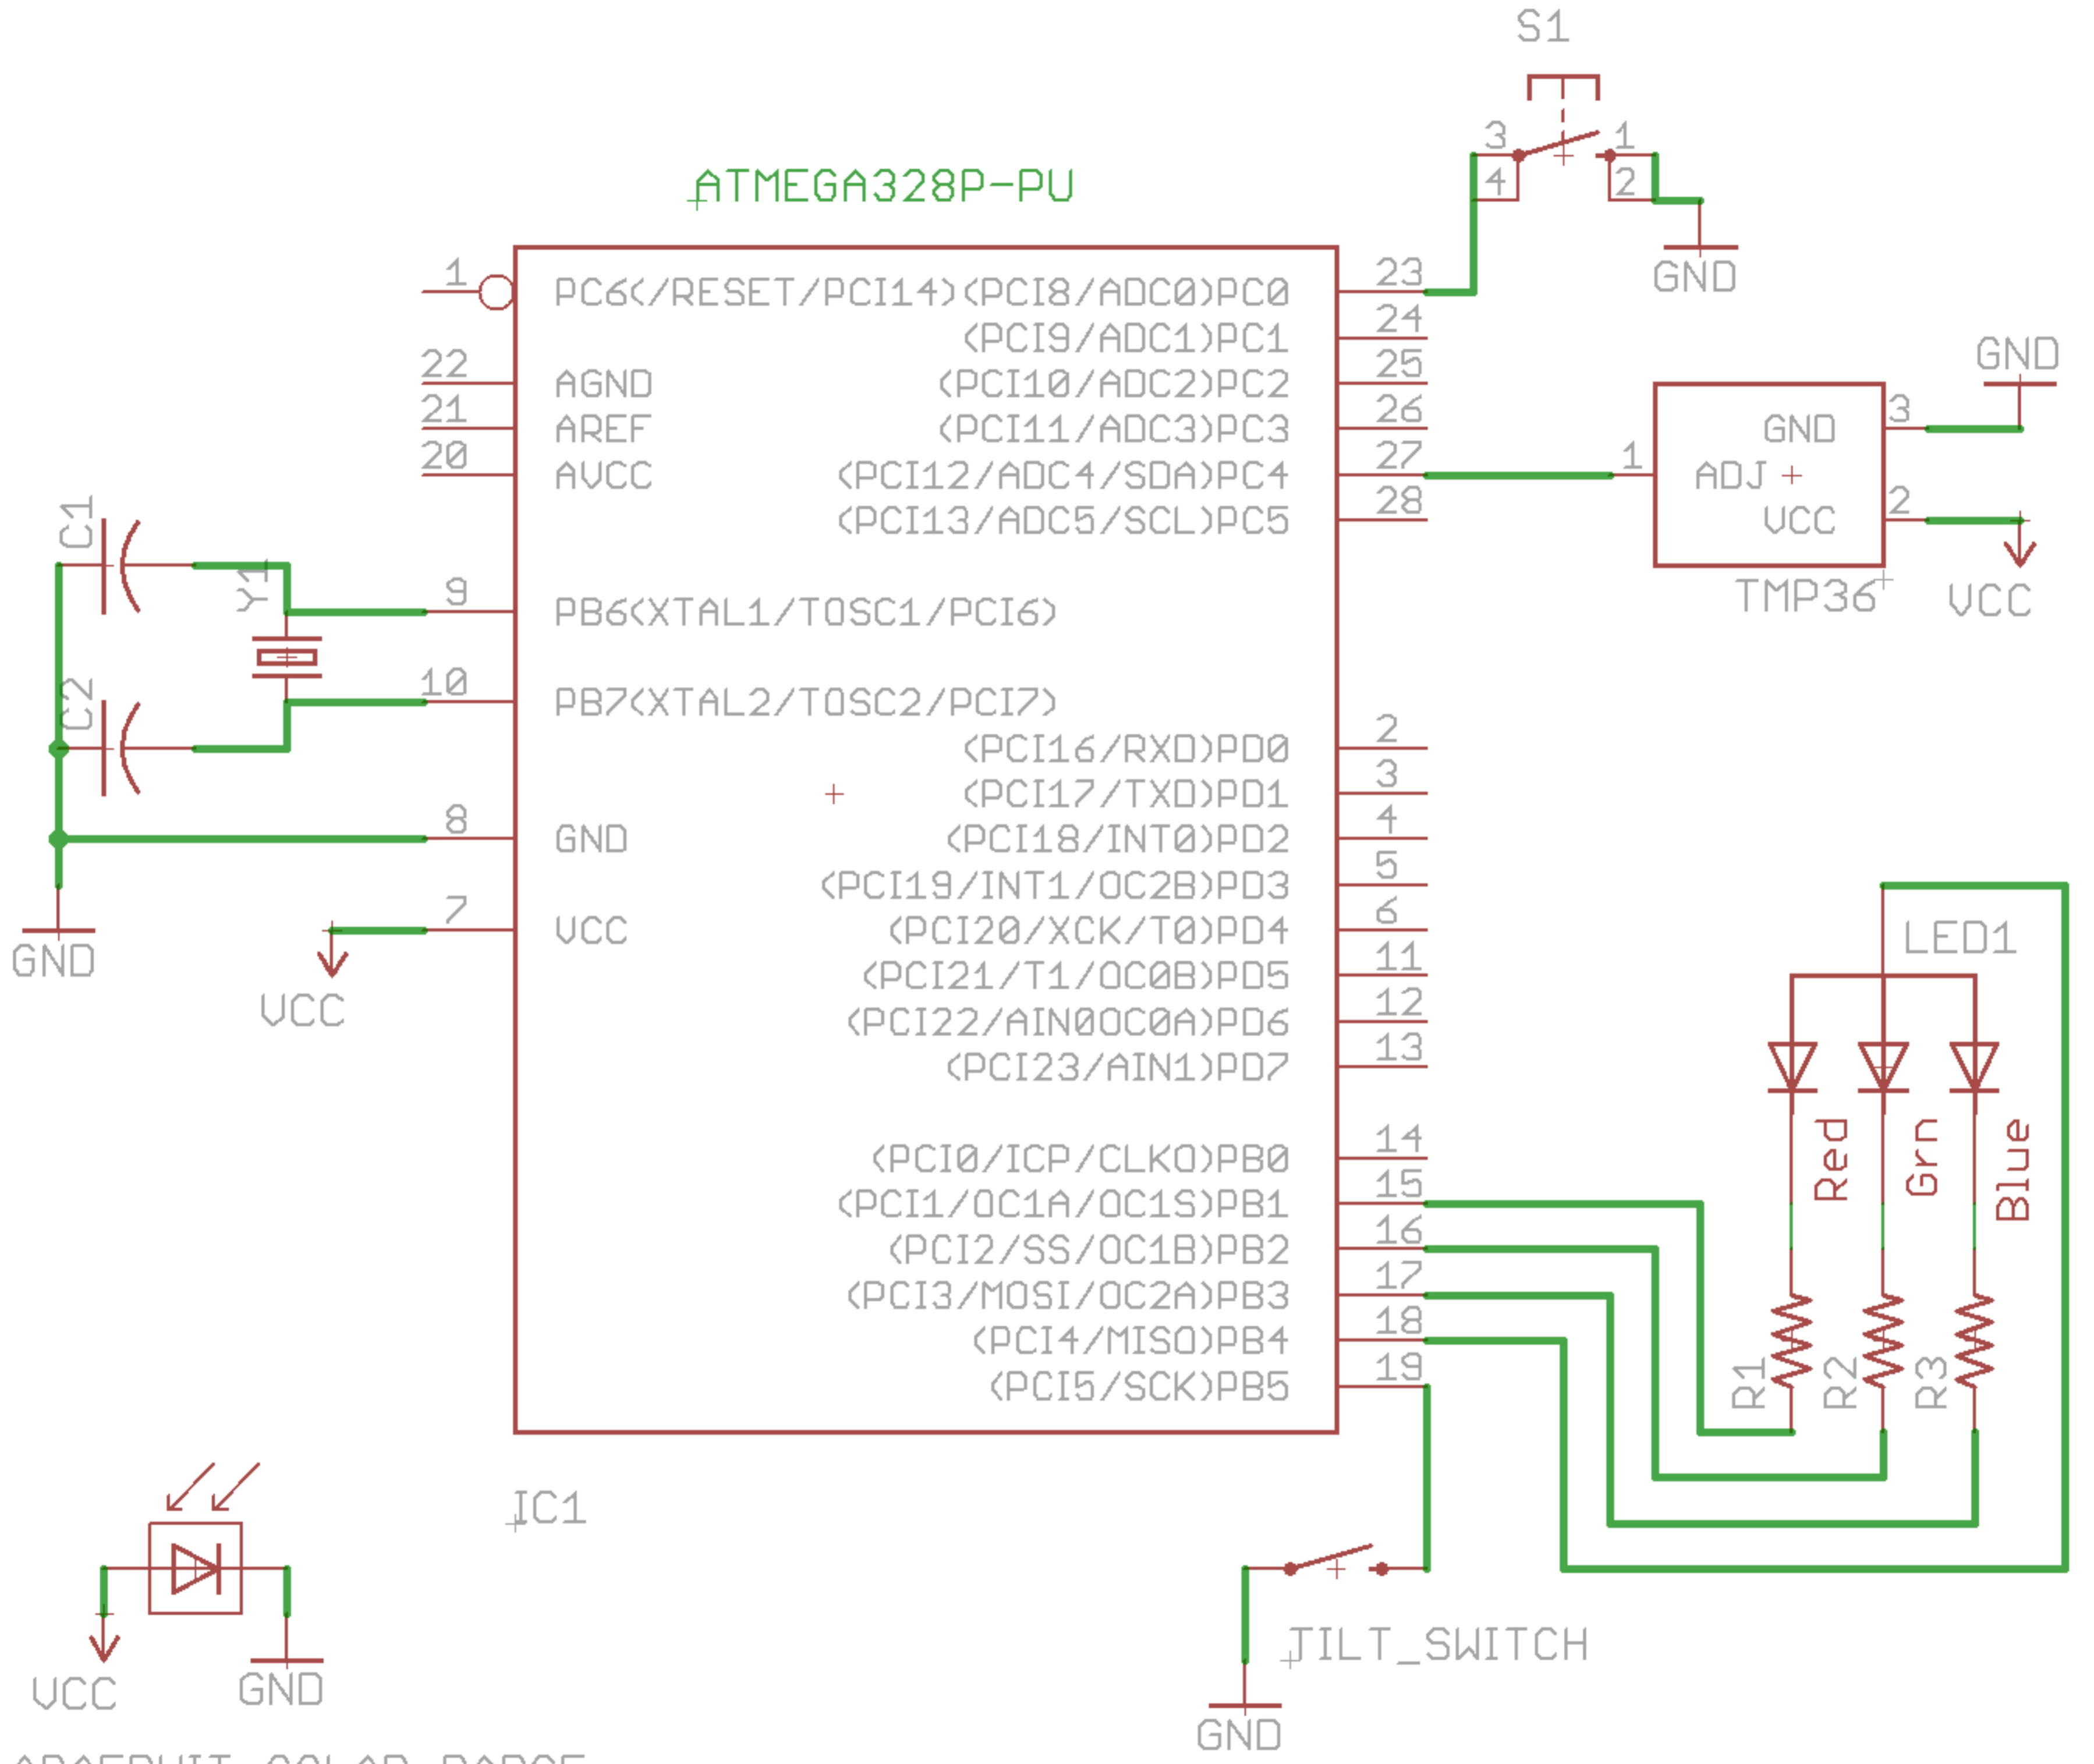 S1
3 1
4 2
ATMEGA328P-PU
GND
1 PC6(/RESET/PCI14) (PCI8/ADC0)PC0 23
(PCI9/ADC1)PC1 24
22 AGND (PCI10/ADC2)PC2 25
21 AREF (PCI11/ADC3)PC3 26
20 AVCC (PCI12/ADC4/SDA)PC4 27
(PCI13/ADC5/SCL)PC5 28
GND
GND 3
1 ADJ
VCC 2
TMP36
VCC
C1
Y1
9 PB6(XTAL1/TOSC1/PCI6)
C2
10 PB7(XTAL2/TOSC2/PCI7)
(PCI16/RXD)PD0 2
(PCI17/TXD)PD1 3
8 GND (PCI18/INT0)PD2 4
(PCI19/INT1/OC2B)PD3 5
7 VCC (PCI20/XCK/T0)PD4 6
GND
VCC
(PCI21/T1/OC0B)PD5 11
(PCI22/AIN0OC0A)PD6 12
(PCI23/AIN1)PD7 13
LED1
Red Grn Blue
(PCI0/ICP/CLKO)PB0 14
(PCI1/OC1A/OC1S)PB1 15
(PCI2/SS/OC1B)PB2 16
(PCI3/MOSI/OC2A)PB3 17
(PCI4/MISO)PB4 18
(PCI5/SCK)PB5 19
R1 R2 R3
IC1
TILT_SWITCH
VCC GND
GND